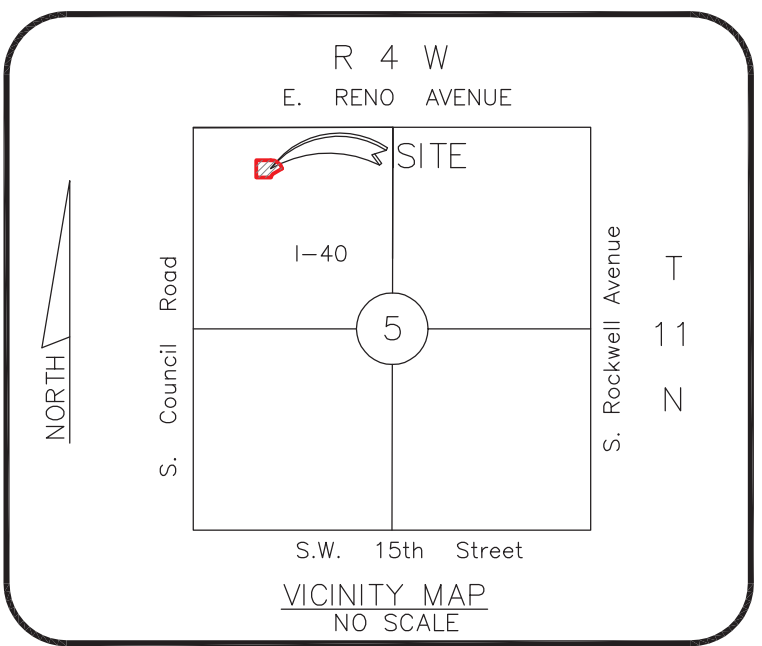 R 4 W
E. RENO AVENUE
SITE
I-40
S. Council Road
5
S. Rockwell Avenue
T
11
N
NORTH
S.W. 15th Street
VICINITY MAP
NO SCALE